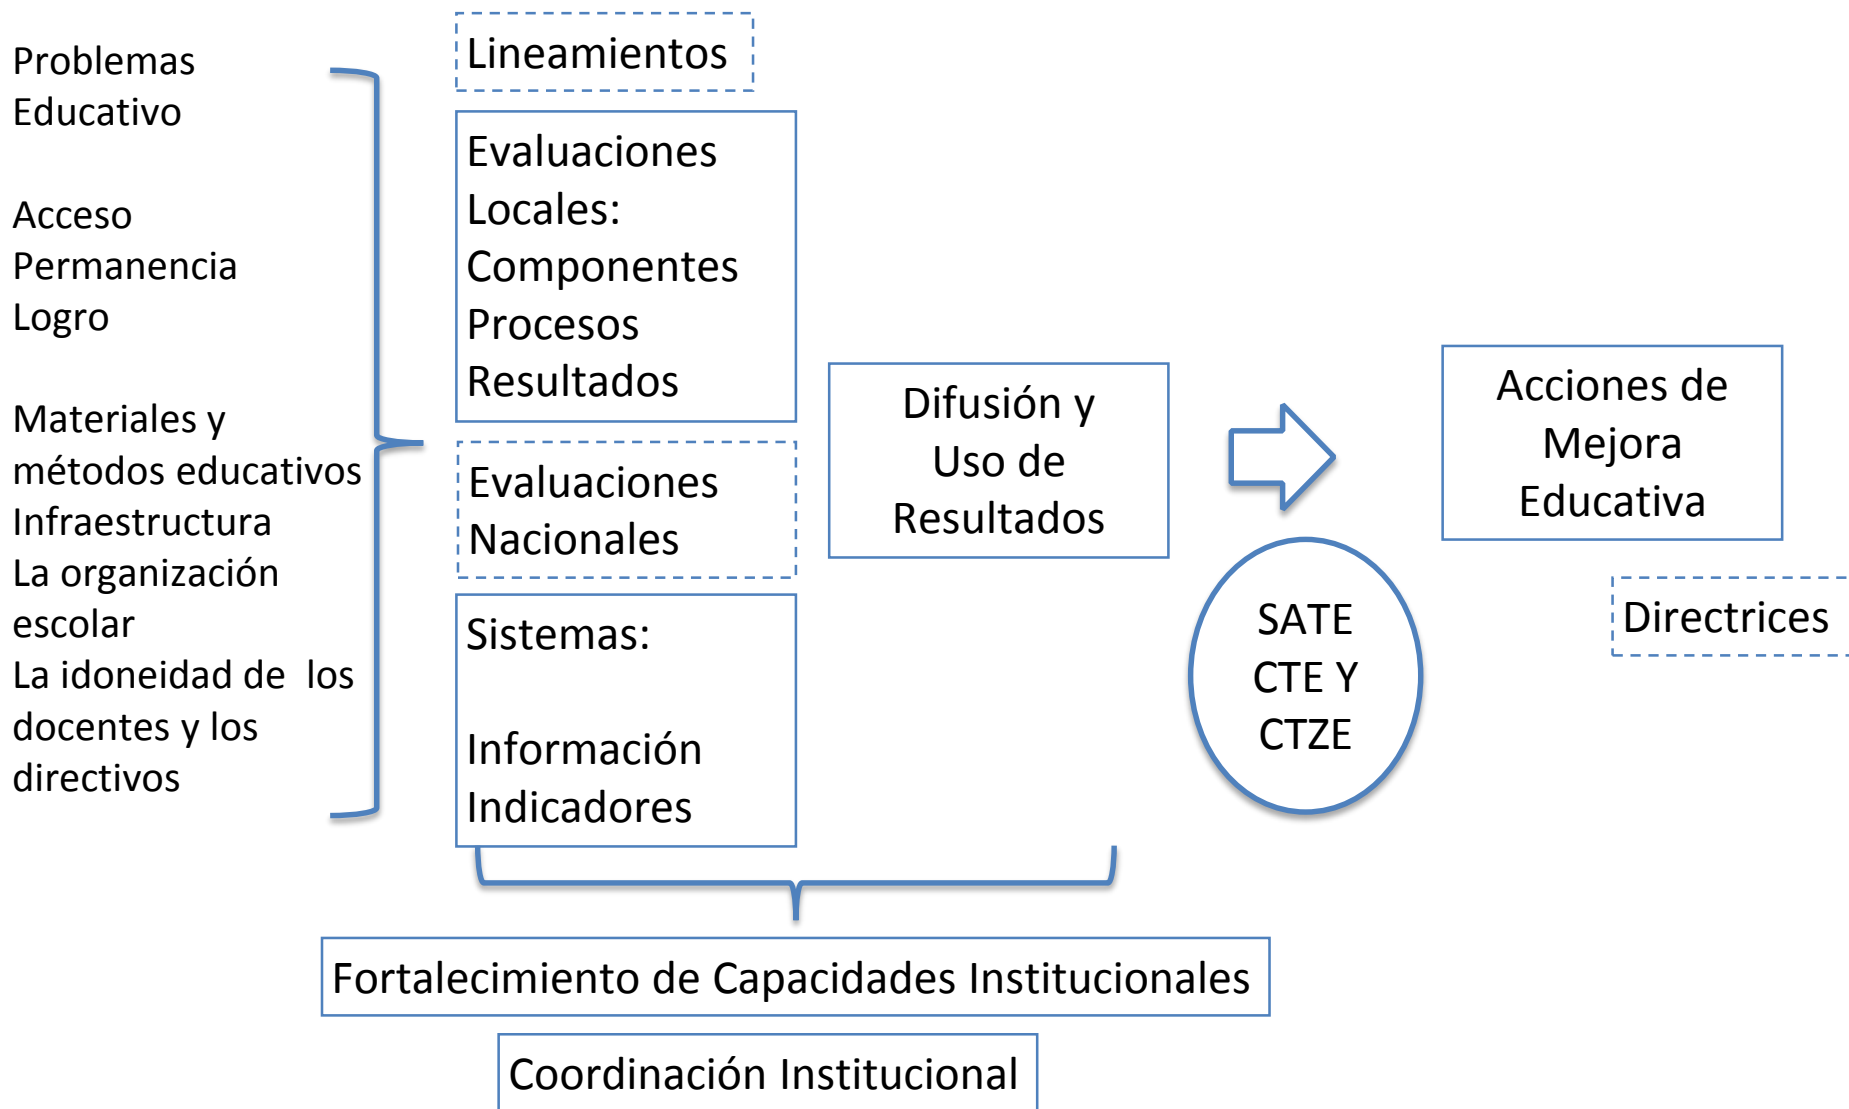 Problemas
Educativo
Acceso
Permanencia
Logro
Materiales y
métodos educativos
Infraestructura
La organización
escolar
La idoneidad de  los
docentes y los
directivos
Lineamientos
Evaluaciones
Locales:
Componentes
Procesos
Resultados
Evaluaciones
Nacionales
Sistemas:
Información
Indicadores
Difusión y
Uso de
Resultados
SATE
CTE Y
CTZE
Acciones de
Mejora
Educativa
Directrices
Fortalecimiento de Capacidades Institucionales
Coordinación Institucional